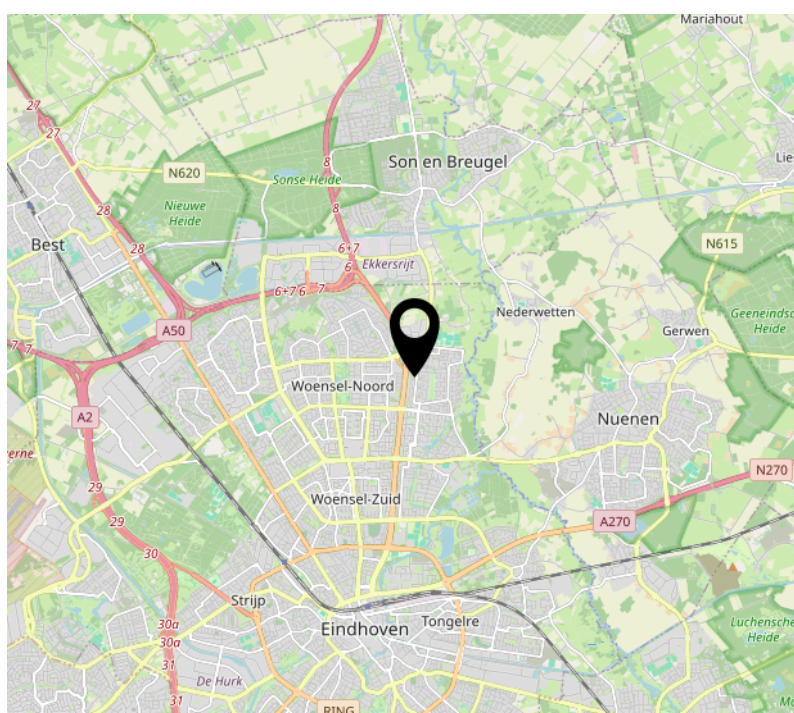 Mariahout
27
27
Son en Breugel
8
Lie
N620
Sonse Heide
Nieuwe
Heide
28
8
Best
28
6+7
N615
Ekkersrijt
6
6+7 6
7
Nederwetten
Geeneindsc
Heide
A50
Gerwen
7
7
Woensel-Noord
A2
Nuenen
erne
N270
29
Woensel-Zuid
29
A270
30
Strijp
30a
Eindhoven
Tongelre
Luchensche
Heide
30a
31
De Hurk
31
RING
Mo